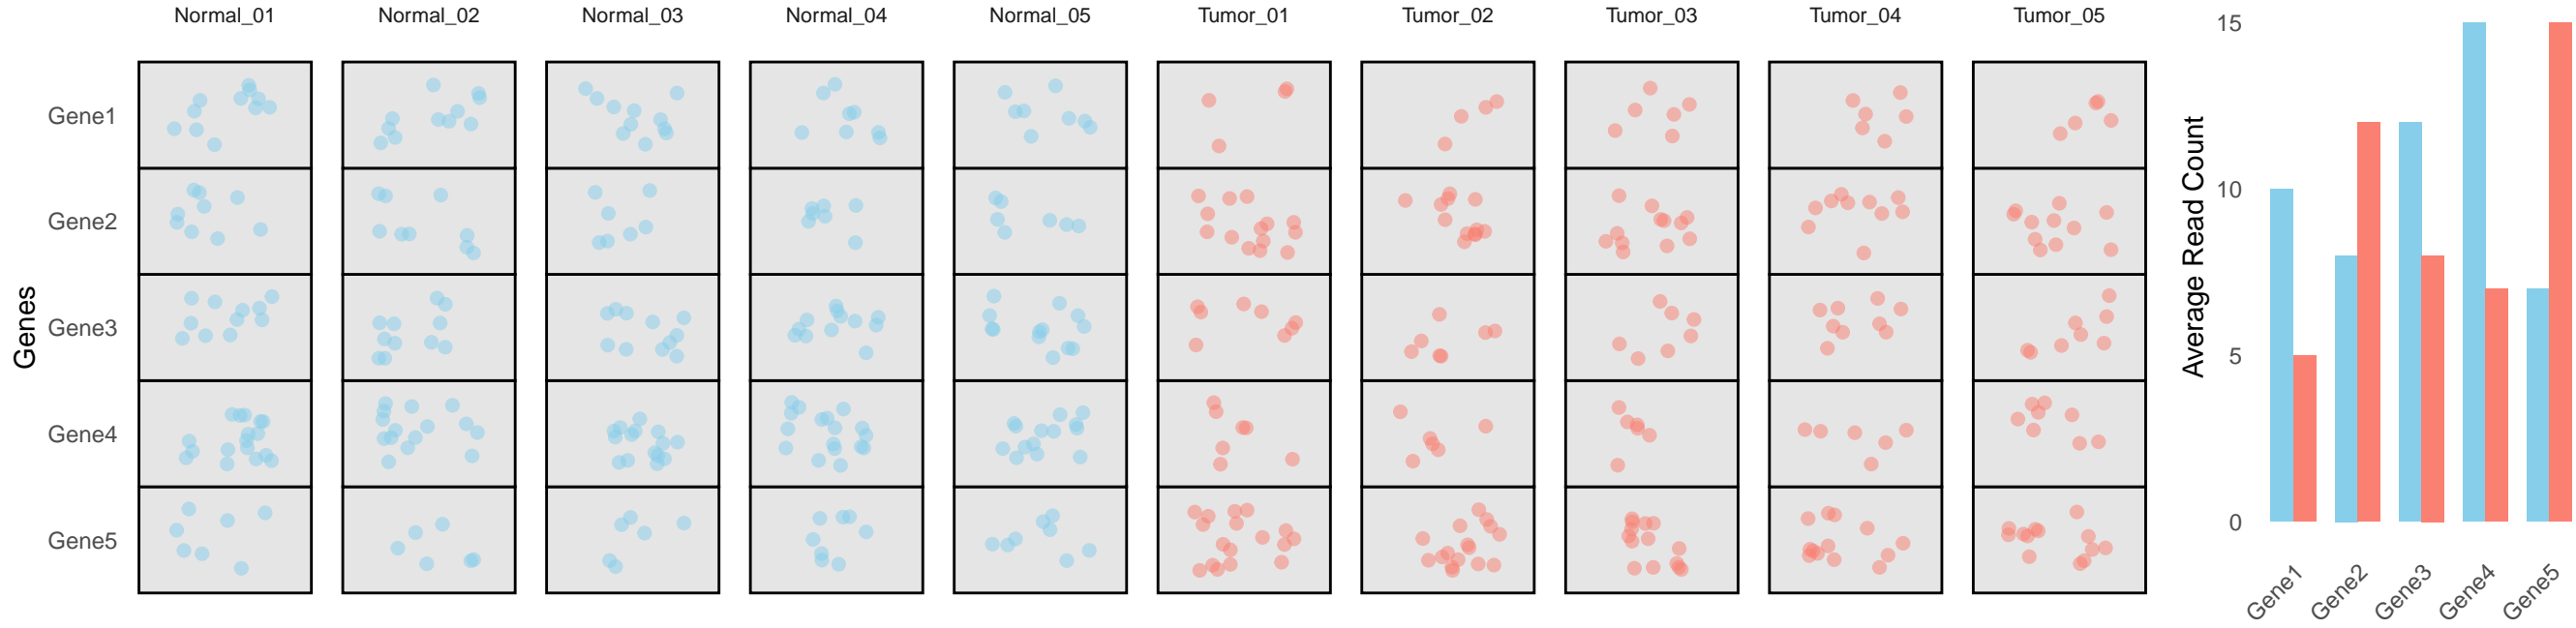 Normal_01
Normal_02
Normal_03
Normal_04
Normal_05
Tumor_01
Tumor_02
Tumor_03
Tumor_04
Tumor_05
Genes
Gene1
Gene2
Gene3
Gene4
Gene5
Average Read Count
15
10
5
0
Gene1
Gene2
Gene3
Gene4
Gene5